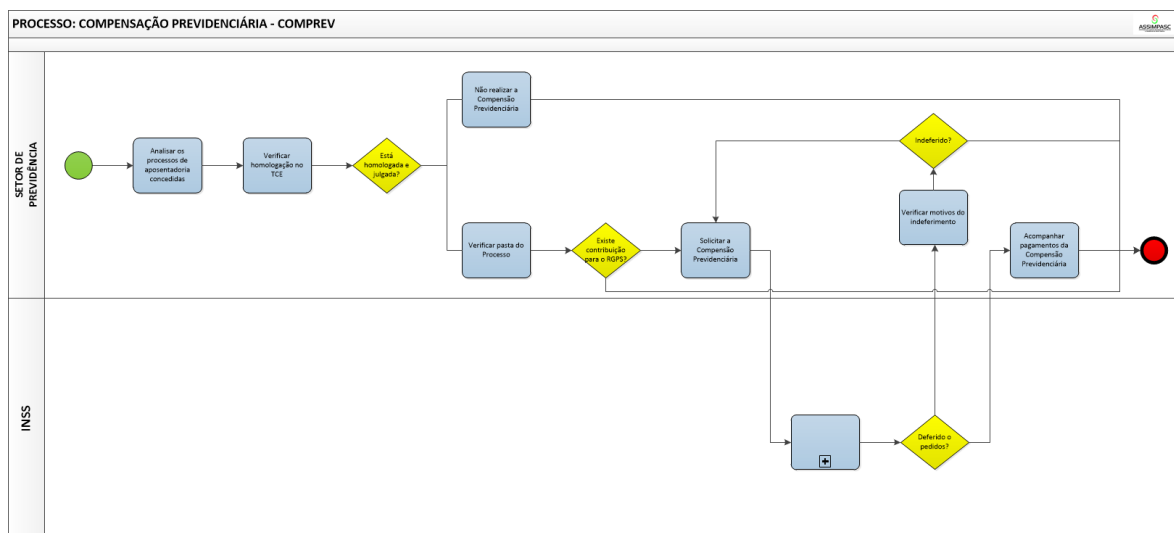 PROCESSO: COMPENSAÇÃO PREVIDENCIÁRIA - COMPREV
ASSIMPASC
SETOR DE
PREVIDÊNCIA
Analisar os
processos de
aposentadoria
concedidas
Verificar
homologação no
TCE
Está
homologada e
julgada?
Não realizar a
Compensão
Previdenciária
Verificar pasta do
Processo
Existe
contribuição
para o RGPS?
Solicitar a
Compensão
Previdenciária
Indeferido?
Verificar motivos do
indeferimento
Acompanhar
pagamentos da
Compensão
Previdenciária
INSS
Deferido o
pedidos?